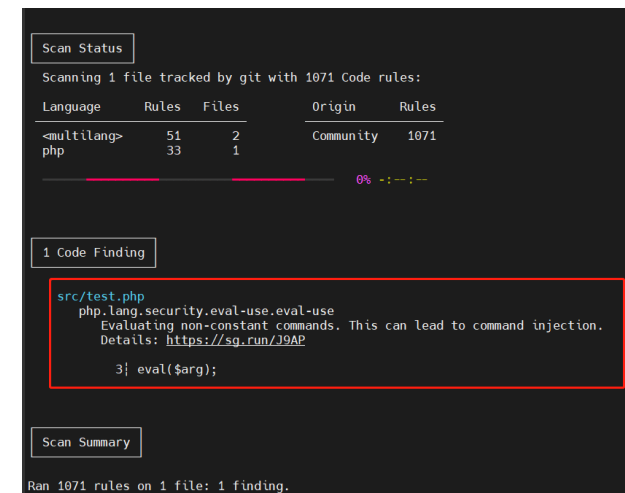 Scan Status
Scanning 1 file tracked by git with 1071 Code rules:
Language Rules Files Origin Rules
<multilang> 51 2 Community 1071
php 33 1
0% -:--:--
1 Code Finding
src/test.php
php.lang.security.eval-use.eval-use
Evaluating non-constant commands. This can lead to command injection.
Details: https://sg.run/J9AP
3┆ eval($arg);
Scan Summary
Ran 1071 rules on 1 file: 1 finding.